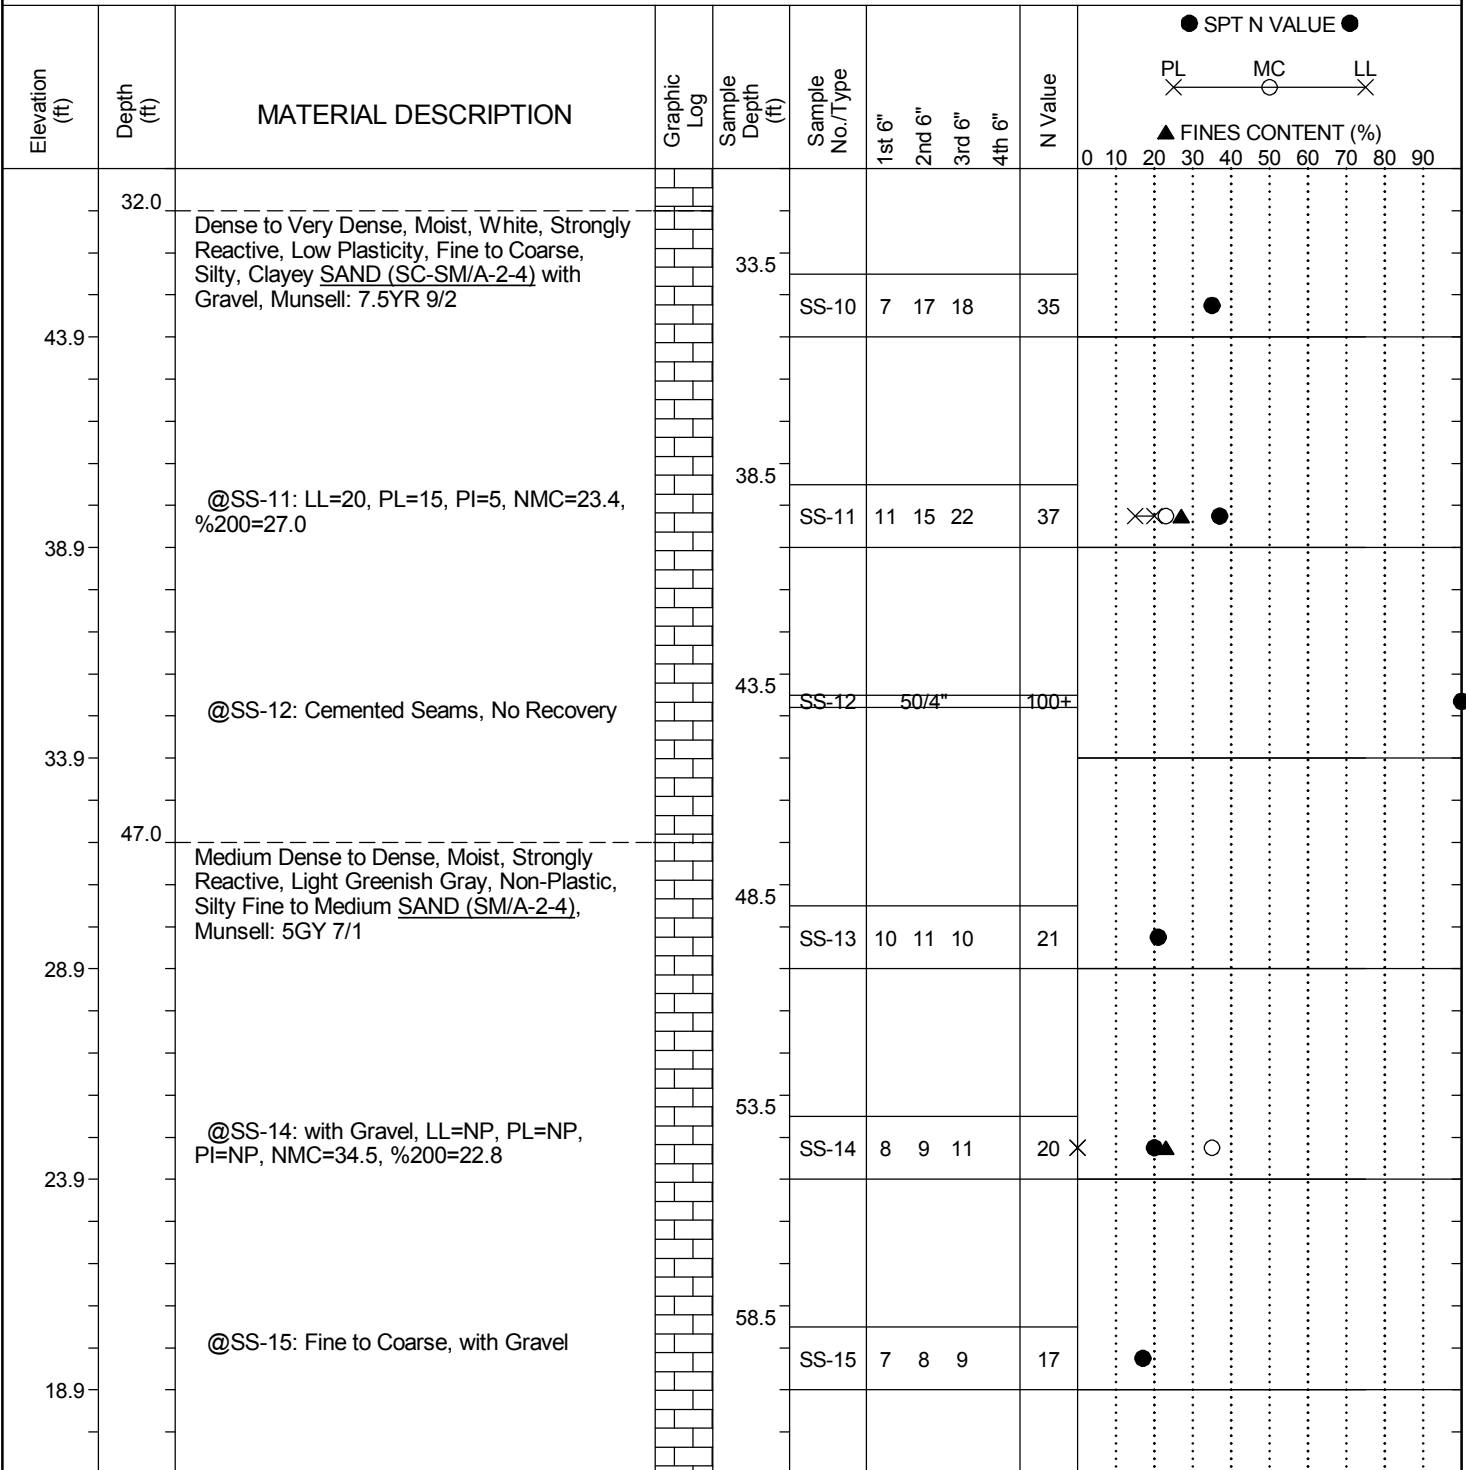 ● SPT N VALUE ●
PL MC LL
▲ FINES CONTENT (%)
0 10 20 30 40 50 60 70 80 90
Elevation (ft)
Depth (ft)
MATERIAL DESCRIPTION
Graphic Log
Sample Depth (ft)
Sample No./Type
1st 6"
2nd 6"
3rd 6"
4th 6"
N Value
32.0
Dense to Very Dense, Moist, White, Strongly
Reactive, Low Plasticity, Fine to Coarse,
Silty, Clayey SAND (SC-SM/A-2-4) with
Gravel, Munsell: 7.5YR 9/2
33.5
SS-10 7 17 18 35
43.9
38.5
@SS-11: LL=20, PL=15, PI=5, NMC=23.4,
%200=27.0
SS-11 11 15 22 37
38.9
43.5
@SS-12: Cemented Seams, No Recovery
SS-12 50/4" 100+
33.9
47.0
Medium Dense to Dense, Moist, Strongly
Reactive, Light Greenish Gray, Non-Plastic,
Silty Fine to Medium SAND (SM/A-2-4),
Munsell: 5GY 7/1
48.5
SS-13 10 11 10 21
28.9
53.5
@SS-14: with Gravel, LL=NP, PL=NP,
PI=NP, NMC=34.5, %200=22.8
SS-14 8 9 11 20
23.9
58.5
@SS-15: Fine to Coarse, with Gravel
SS-15 7 8 9 17
18.9